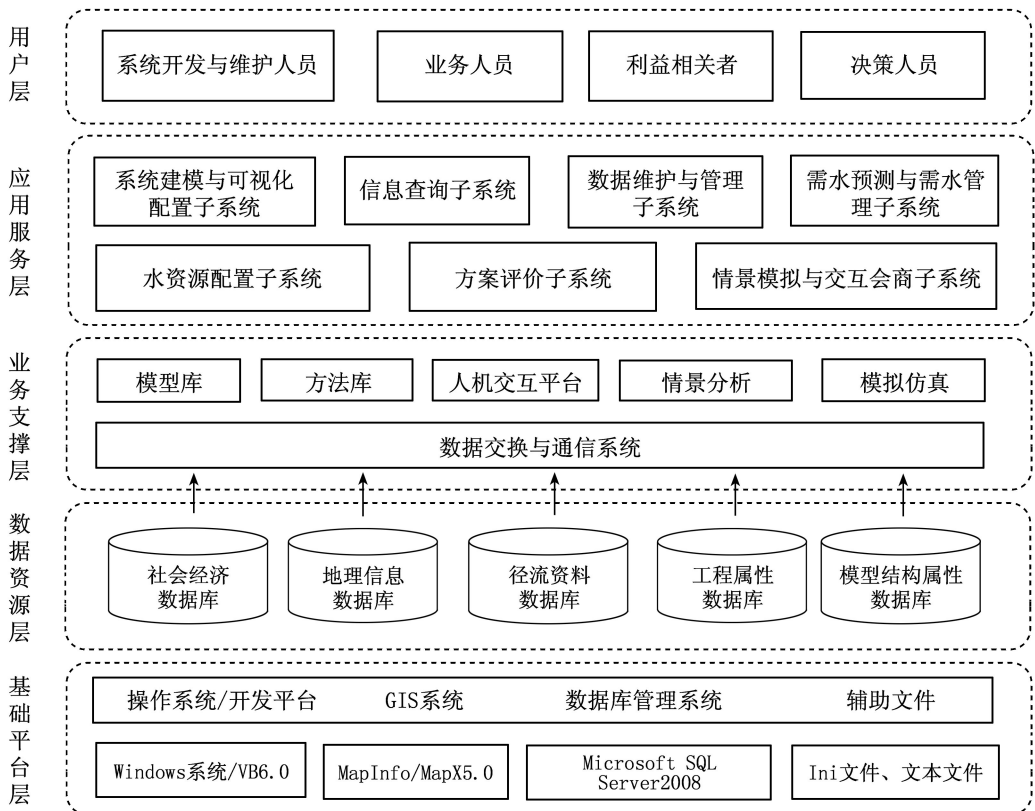 用户层
系统开发与维护人员
业务人员
利益相关者
决策人员
应用服务层
系统建模与可视化
配置子系统
信息查询子系统
数据维护与管理
子系统
需水预测与需水管
理子系统
水资源配置子系统
方案评价子系统
情景模拟与交互会商子系统
业务支撑层
模型库
方法库
人机交互平台
情景分析
模拟仿真
数据交换与通信系统
数据资源层
社会经济
数据库
地理信息
数据库
径流资料
数据库
工程属性
数据库
模型结构属性
数据库
基础平台层
操作系统/开发平台
GIS系统
数据库管理系统
辅助文件
Windows系统/VB6.0
MapInfo/MapX5.0
Microsoft SQL
Server2008
Ini文件、文本文件